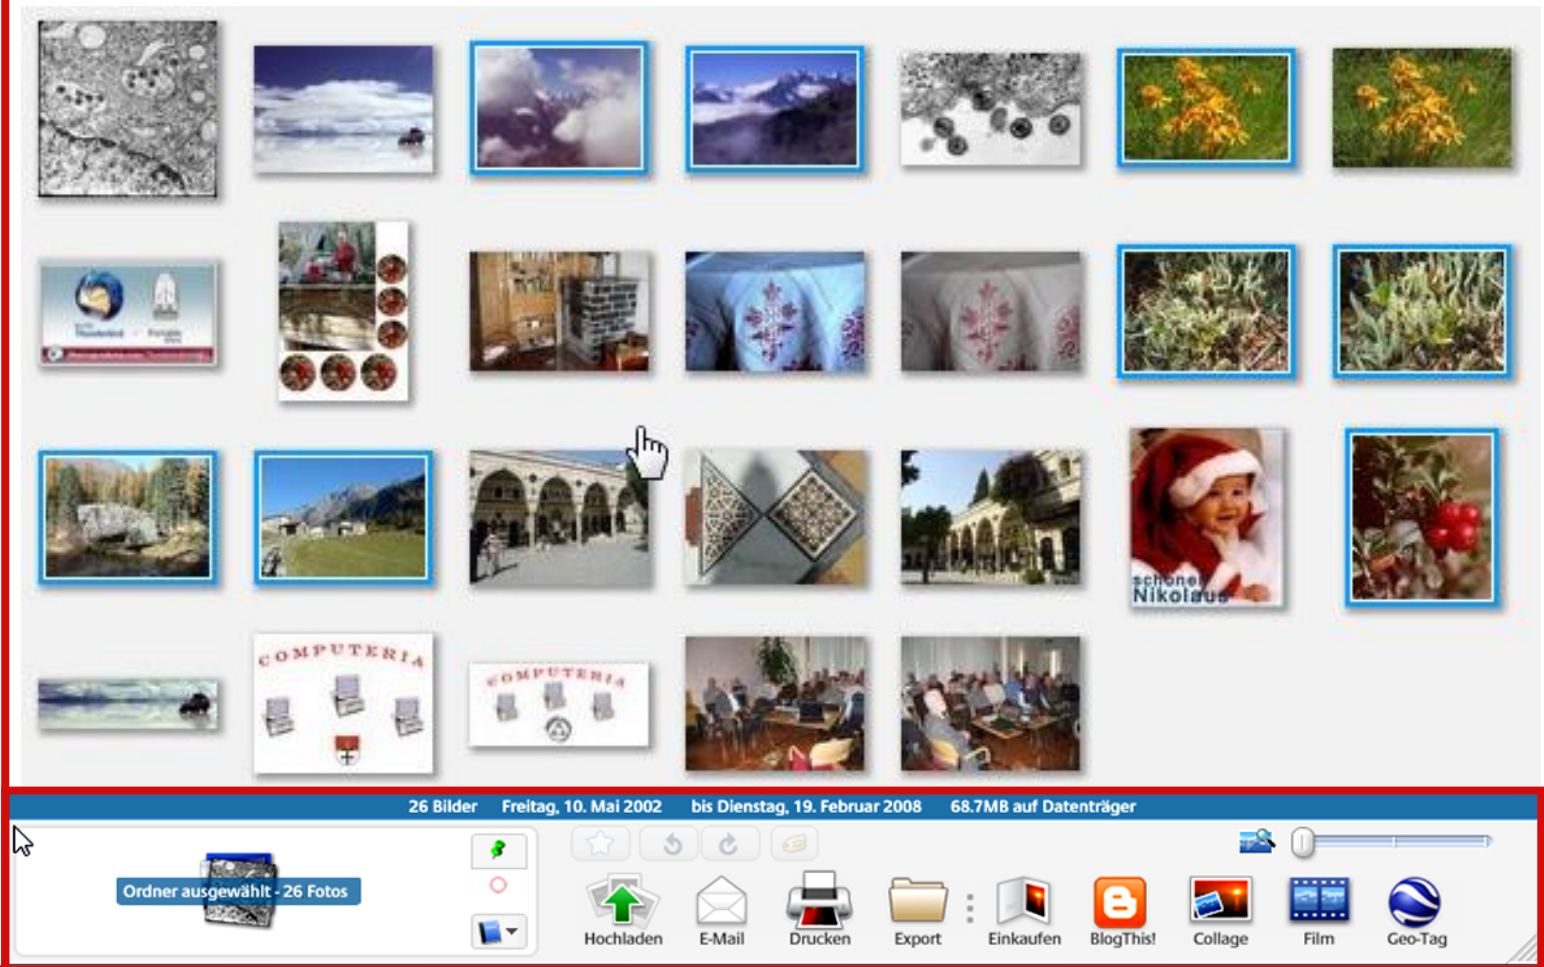 Thunderbird
schöner
Nikolaus
COMPUTERIA
COMPUTERIA
26 Bilder Freitag, 10. Mai 2002 bis Dienstag, 19. Februar 2008 68.7MB auf Datenträger
Ordner ausgewählt - 26 Fotos
Hochladen E-Mail Drucken Export Einkaufen BlogThis! Collage Film Geo-Tag